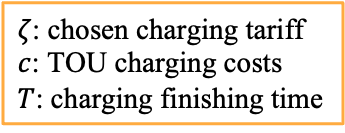 ζ: chosen charging tariff
c: TOU charging costs
T: charging finishing time